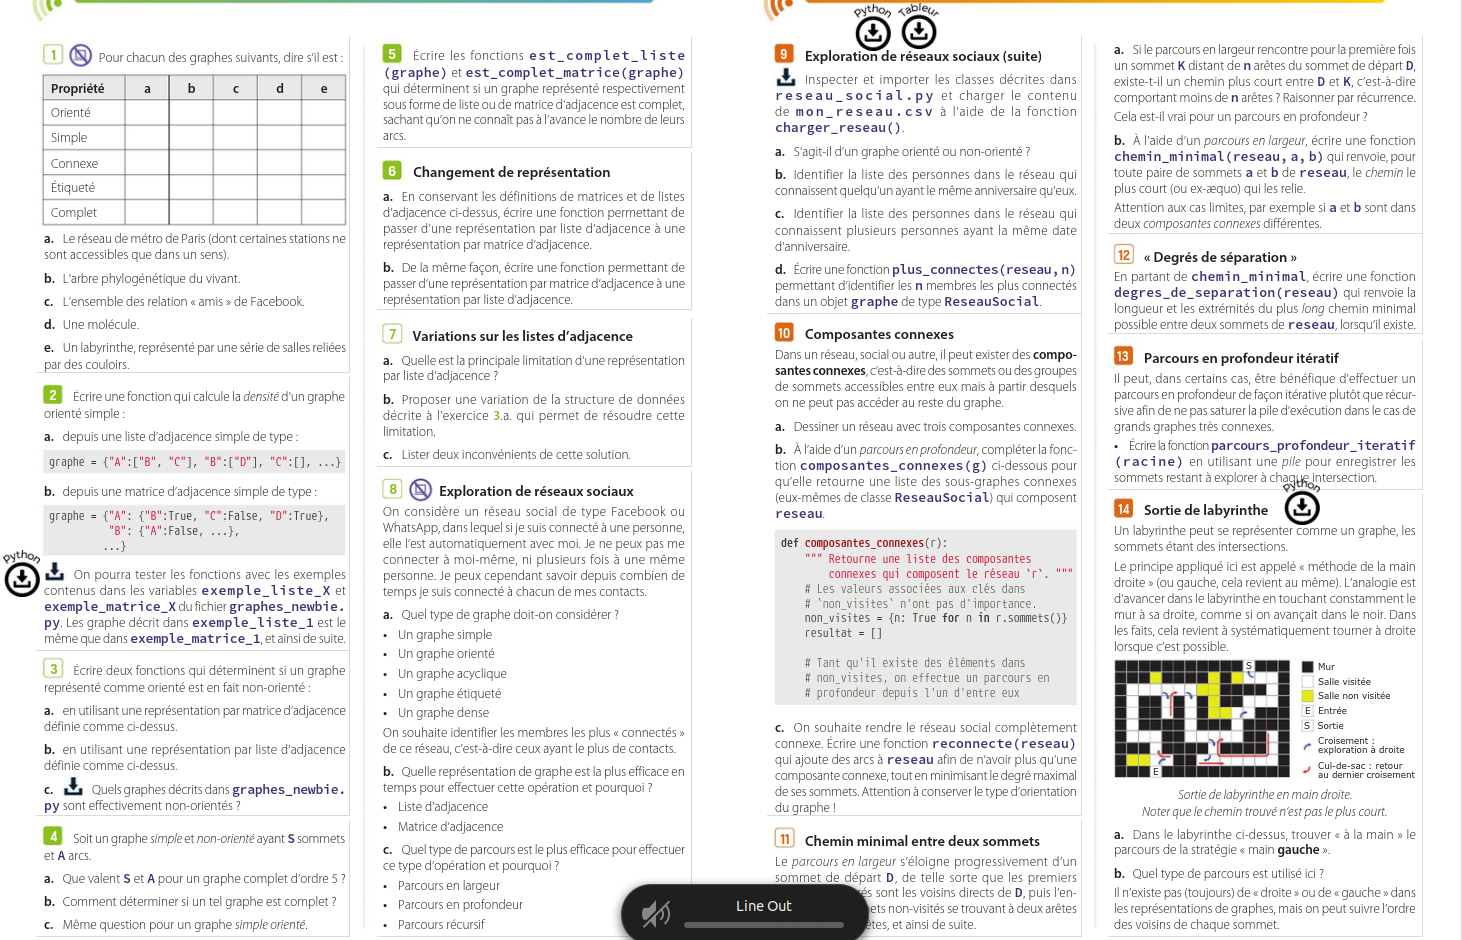 1 Pour chacun des graphes suivants, dire s'il est :
Propriété a b c d e
Orienté
Simple
Connexe
Étiqueté
Complet
a. Le réseau de métro de Paris (dont certaines stations ne
sont accessibles que dans un sens).
b. L'arbre phylogénétique du vivant.
c. L'ensemble des relation « amis » de Facebook.
d. Une molécule.
e. Un labyrinthe, représenté par une série de salles reliées
par des couloirs.
2 Écrire une fonction qui calcule la densité d'un graphe
orienté simple :
a. depuis une liste d'adjacence simple de type :
graphe = {"A":["B", "C"], "B":["D"], "C":[], ...}
b. depuis une matrice d'adjacence simple de type :
graphe = {"A": {"B":True, "C":False, "D":True},
"B": {"A":False, ...},
...}
Python
On pourra tester les fonctions avec les exemples
contenus dans les variables exemple_liste_X et
exemple_matrice_X du fichier graphes_newbie.
py. Les graphe décrit dans exemple_liste_1 est le
même que dans exemple_matrice_1, et ainsi de suite.
3 Écrire deux fonctions qui déterminent si un graphe
représenté comme orienté est en fait non-orienté :
a. en utilisant une représentation par matrice d'adjacence
définie comme ci-dessus.
b. en utilisant une représentation par liste d'adjacence
définie comme ci-dessus.
c. Quels graphes décrits dans graphes_newbie.
py sont effectivement non-orientés ?
4 Soit un graphe simple et non-orienté ayant S sommets
et A arcs.
a. Que valent S et A pour un graphe complet d'ordre 5 ?
b. Comment déterminer si un tel graphe est complet ?
c. Même question pour un graphe simple orienté.
5 Écrire les fonctions est_complet_liste
(graphe) et est_complet_matrice(graphe)
qui déterminent si un graphe représenté respectivement
sous forme de liste ou de matrice d'adjacence est complet,
sachant qu'on ne connaît pas à l'avance le nombre de leurs
arcs.
6 Changement de représentation
a. En conservant les définitions de matrices et de listes
d'adjacence ci-dessus, écrire une fonction permettant de
passer d'une représentation par liste d'adjacence à une
représentation par matrice d'adjacence.
b. De la même façon, écrire une fonction permettant de
passer d'une représentation par matrice d'adjacence à une
représentation par liste d'adjacence.
7 Variations sur les listes d'adjacence
a. Quelle est la principale limitation d'une représentation
par liste d'adjacence ?
b. Proposer une variation de la structure de données
décrite à l'exercice 3.a. qui permet de résoudre cette
limitation.
c. Lister deux inconvénients de cette solution.
8 Exploration de réseaux sociaux
On considère un réseau social de type Facebook ou
WhatsApp, dans lequel si je suis connecté à une personne,
elle l'est automatiquement avec moi. Je ne peux pas me
connecter à moi-même, ni plusieurs fois à une même
personne. Je peux cependant savoir depuis combien de
temps je suis connecté à chacun de mes contacts.
a. Quel type de graphe doit-on considérer ?
• Un graphe simple
• Un graphe orienté
• Un graphe acyclique
• Un graphe étiqueté
• Un graphe dense
On souhaite identifier les membres les plus « connectés »
de ce réseau, c'est-à-dire ceux ayant le plus de contacts.
b. Quelle représentation de graphe est la plus efficace en
temps pour effectuer cette opération et pourquoi ?
• Liste d'adjacence
• Matrice d'adjacence
c. Quel type de parcours est le plus efficace pour effectuer
ce type d'opération et pourquoi ?
• Parcours en largeur
• Parcours en profondeur
• Parcours récursif
Python Tableur
9 Exploration de réseaux sociaux (suite)
Inspecter et importer les classes décrites dans
reseau_social.py et charger le contenu
de mon_reseau.csv à l'aide de la fonction
charger_reseau().
a. S'agit-il d'un graphe orienté ou non-orienté ?
b. Identifier la liste des personnes dans le réseau qui
connaissent quelqu'un ayant le même anniversaire qu'eux.
c. Identifier la liste des personnes dans le réseau qui
connaissent plusieurs personnes ayant la même date
d'anniversaire.
d. Écrire une fonction plus_connectes(reseau,n)
permettant d'identifier les n membres les plus connectés
dans un objet graphe de type ReseauSocial.
10 Composantes connexes
Dans un réseau, social ou autre, il peut exister des compo-
santes connexes, c'est-à-dire des sommets ou des groupes
de sommets accessibles entre eux mais à partir desquels
on ne peut pas accéder au reste du graphe.
a. Dessiner un réseau avec trois composantes connexes.
b. À l'aide d'un parcours en profondeur, compléter la fonc-
tion composantes_connexes(g) ci-dessous pour
qu'elle retourne une liste des sous-graphes connexes
(eux-mêmes de classe ReseauSocial) qui composent
reseau.
def composantes_connexes(r):
""" Retourne une liste des composantes
connexes qui composent le réseau `r`. """
# Les valeurs associées aux clés dans
# `non_visites` n'ont pas d'importance.
non_visites = {n: True for n in r.sommets()}
resultat = []
# Tant qu'il existe des éléments dans
# non_visites, on effectue un parcours en
# profondeur depuis l'un d'entre eux
c. On souhaite rendre le réseau social complètement
connexe. Écrire une fonction reconnecte(reseau)
qui ajoute des arcs à reseau afin de n'avoir plus qu'une
composante connexe, tout en minimisant le degré maximal
de ses sommets. Attention à conserver le type d'orientation
du graphe !
11 Chemin minimal entre deux sommets
Le parcours en largeur s'éloigne progressivement d'un
sommet de départ D, de telle sorte que les premiers
és sont les voisins directs de D, puis l'en-
ets non-visités se trouvant à deux arêtes
êtes, et ainsi de suite.
Line Out
a. Si le parcours en largeur rencontre pour la première fois
un sommet K distant de n arêtes du sommet de départ D,
existe-t-il un chemin plus court entre D et K, c'est-à-dire
comportant moins de n arêtes ? Raisonner par récurrence.
Cela est-il vrai pour un parcours en profondeur ?
b. À l'aide d'un parcours en largeur, écrire une fonction
chemin_minimal(reseau,a,b) qui renvoie, pour
toute paire de sommets a et b de reseau, le chemin le
plus court (ou ex-æquo) qui les relie.
Attention aux cas limites, par exemple si a et b sont dans
deux composantes connexes différentes.
12 « Degrés de séparation »
En partant de chemin_minimal, écrire une fonction
degres_de_separation(reseau) qui renvoie la
longueur et les extrémités du plus long chemin minimal
possible entre deux sommets de reseau, lorsqu'il existe.
13 Parcours en profondeur itératif
Il peut, dans certains cas, être bénéfique d'effectuer un
parcours en profondeur de façon itérative plutôt que récur-
sive afin de ne pas saturer la pile d'exécution dans le cas de
grands graphes très connexes.
• Écrire la fonction parcours_profondeur_iteratif
(racine) en utilisant une pile pour enregistrer les
sommets restant à explorer à chaque intersection.
Python
14 Sortie de labyrinthe
Un labyrinthe peut se représenter comme un graphe, les
sommets étant des intersections.
Le principe appliqué ici est appelé « méthode de la main
droite » (ou gauche, cela revient au même). L'analogie est
d'avancer dans le labyrinthe en touchant constamment le
mur à sa droite, comme si on avançait dans le noir. Dans
les faits, cela revient à systématiquement tourner à droite
lorsque c'est possible.
S
E
Mur
Salle visitée
Salle non visitée
E Entrée
S Sortie
Croisement :
exploration à droite
Cul-de-sac : retour
au dernier croisement
Sortie de labyrinthe en main droite.
Noter que le chemin trouvé n'est pas le plus court.
a. Dans le labyrinthe ci-dessus, trouver « à la main » le
parcours de la stratégie « main gauche ».
b. Quel type de parcours est utilisé ici ?
Il n'existe pas (toujours) de « droite » ou de « gauche » dans
les représentations de graphes, mais on peut suivre l'ordre
des voisins de chaque sommet.